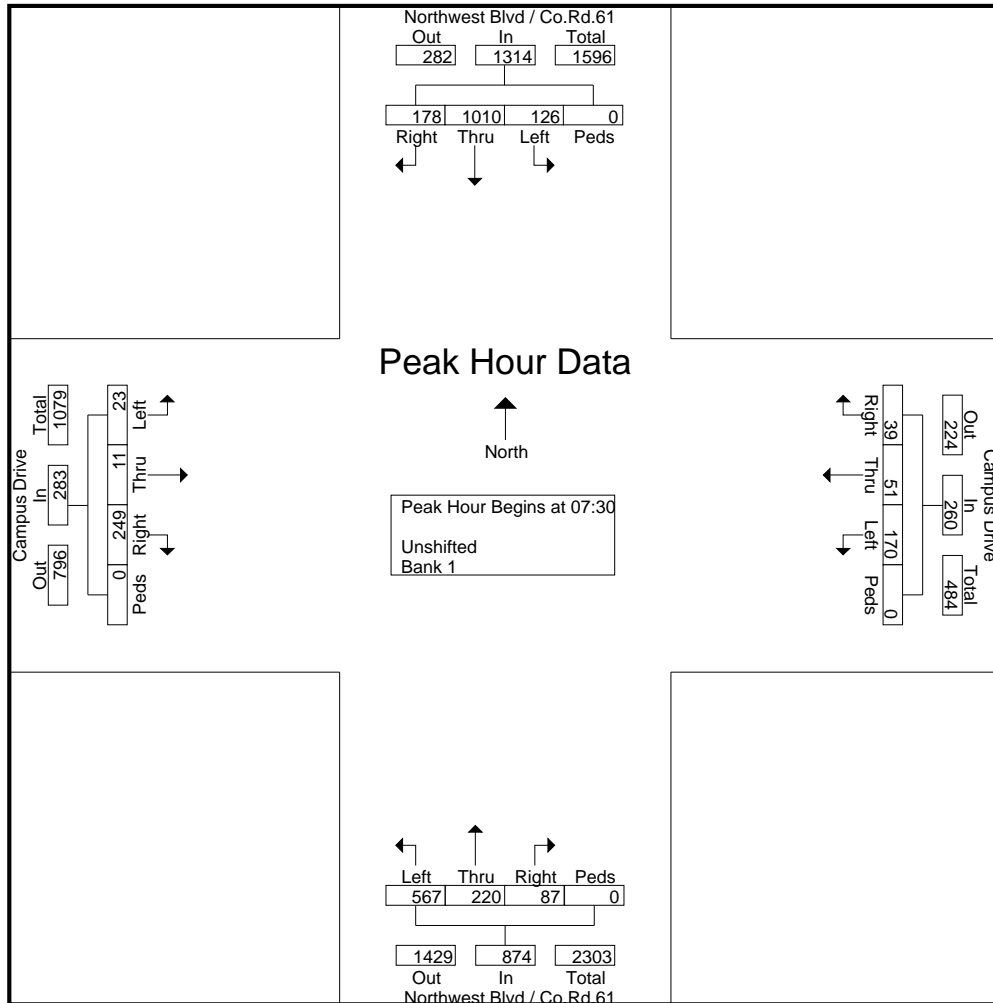 Northwest Blvd / Co.Rd.61
Out In Total
282 1314 1596
178 1010 126 0
Right Thru Left Peds
Peak Hour Data
North
Peak Hour Begins at 07:30
Unshifted
Bank 1
Campus Drive
Total In Out
1079 283 796
23 11 249 0
Left Thru Right Peds
Right Thru Left Peds
39 51 170 0
224 260 484
Out In Total
Campus Drive
Left Thru Right Peds
567 220 87 0
1429 874 2303
Out In Total
Northwest Blvd / Co.Rd.61